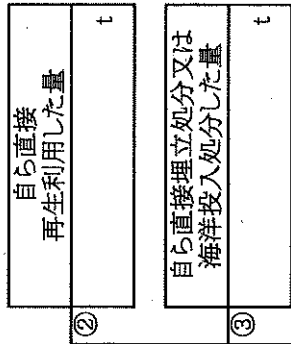 自ら直接
再生利用した量
② t
自ら直接埋立処分又は
海洋投入処分した量
③ t